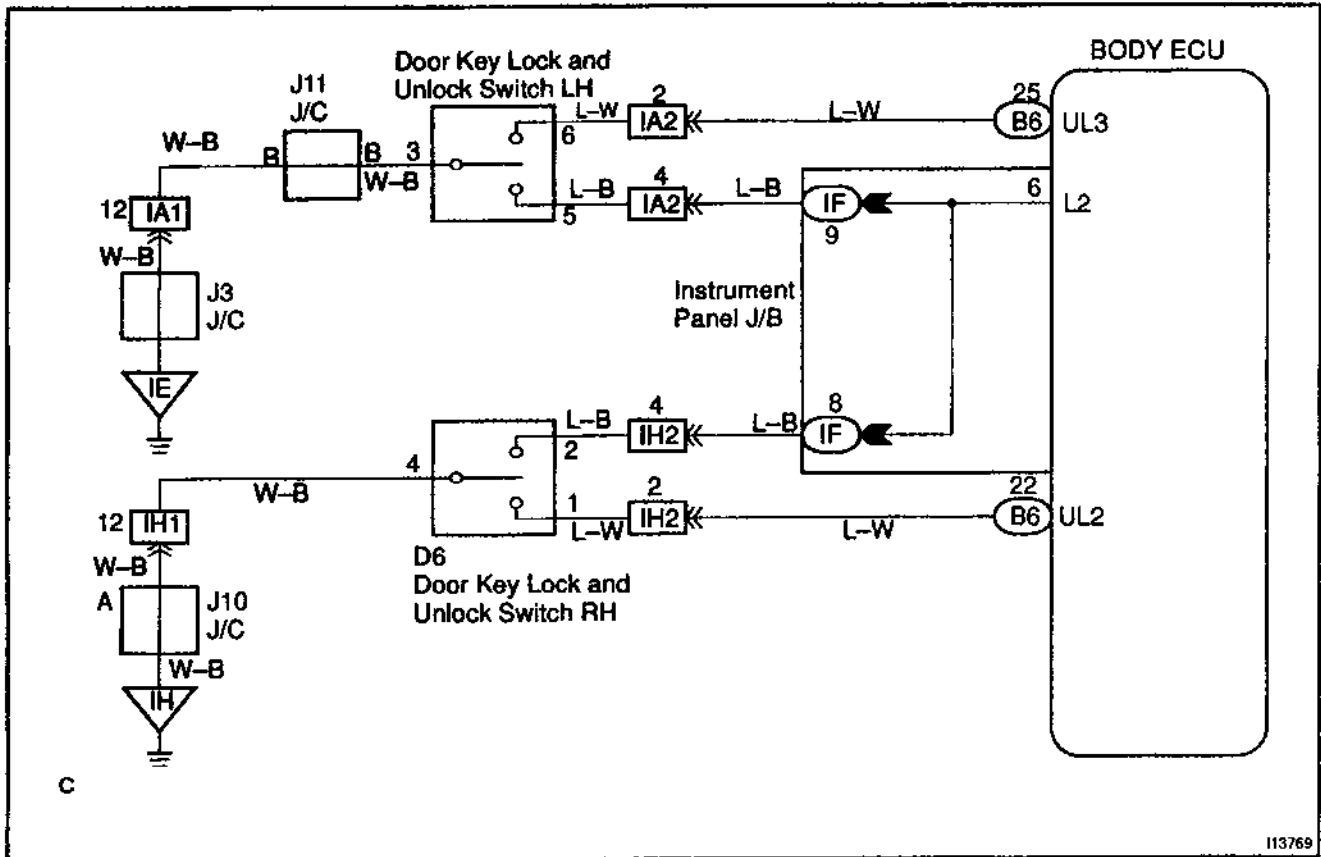 BODY ECU
Door Key Lock and
Unlock Switch LH
J11
J/C
2
25
L–W
IA2
L–W
B6
UL3
W–B
B
B
3
6
W–B
4
L–B
IA2
L–B
IF
6
L2
5
9
12
IA1
W–B
J3
J/C
Instrument
Panel J/B
IE
4
8
L–B
IH2
L–B
IF
4
2
W–B
2
22
1
IH2
B6
UL2
L–W
L–W
12
IH1
W–B
D6
Door Key Lock and
Unlock Switch RH
A
J10
J/C
W–B
IH
C
I13769